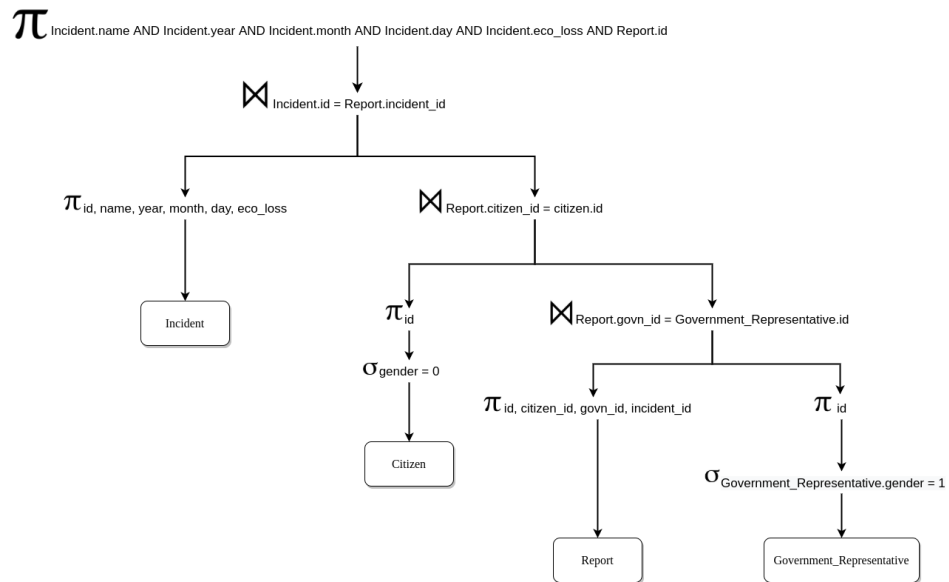 π Incident.name AND Incident.year AND Incident.month AND Incident.day AND Incident.eco_loss AND Report.id
⋈ Incident.id = Report.incident_id
π id, name, year, month, day, eco_loss
⋈ Report.citizen_id = citizen.id
Incident
π id
⋈ Report.govn_id = Government_Representative.id
σ gender = 0
π id, citizen_id, govn_id, incident_id
π id
Citizen
σ Government_Representative.gender = 1
Report
Government_Representative